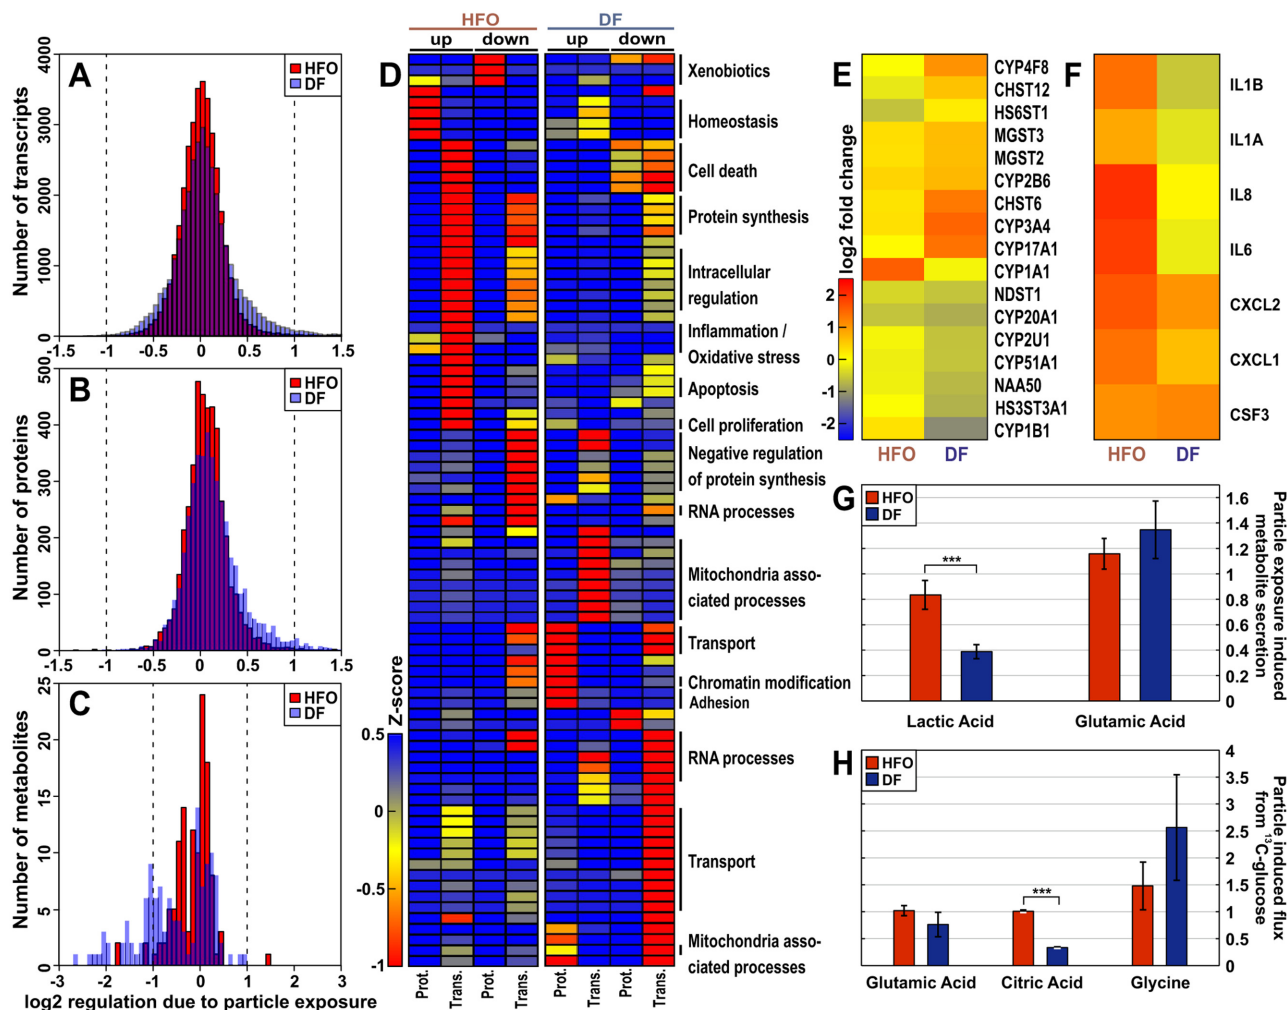 A
HFO
DF
Number of transcripts
4000
3000
2000
1000
0
-1.5
-0.5
0
0.5
1.5
B
HFO
DF
Number of proteins
500
400
300
200
100
0
-1.5
-1
-0.5
0
0.5
1
1.5
C
HFO
DF
Number of metabolites
25
20
15
10
5
0
-3
-2
-1
0
1
2
3
log2 regulation due to particle exposure
D
HFO
DF
up
down
up
down
Xenobiotics
Homeostasis
Cell death
Protein synthesis
Intracellular
regulation
Inflammation /
Oxidative stress
Apoptosis
Cell proliferation
Negative regulation
of protein synthesis
RNA processes
Mitochondria asso-
ciated processes
Transport
Chromatin modification
Adhesion
RNA processes
Transport
Mitochondria asso-
ciated processes
Z-score
0.5
0
-0.5
-1
Prot.
Trans.
Prot.
Trans.
Prot.
Trans.
Prot.
Trans.
log2 fold change
2
1
0
-1
-2
E
CYP4F8
CHST12
HS6ST1
MGST3
MGST2
CYP2B6
CHST6
CYP3A4
CYP17A1
CYP1A1
NDST1
CYP20A1
CYP2U1
CYP51A1
NAA50
HS3ST3A1
CYP1B1
HFO
DF
F
IL1B
IL1A
IL8
IL6
CXCL2
CXCL1
CSF3
HFO
DF
G
HFO
DF
***
1.6
1.4
1.2
1
0.8
0.6
0.4
0.2
0
Particle exposure induced
metabolite secretion
Lactic Acid
Glutamic Acid
H
HFO
DF
***
4
3.5
3
2.5
2
1.5
1
0.5
0
Particle induced flux
from 13C-glucose
Glutamic Acid
Citric Acid
Glycine